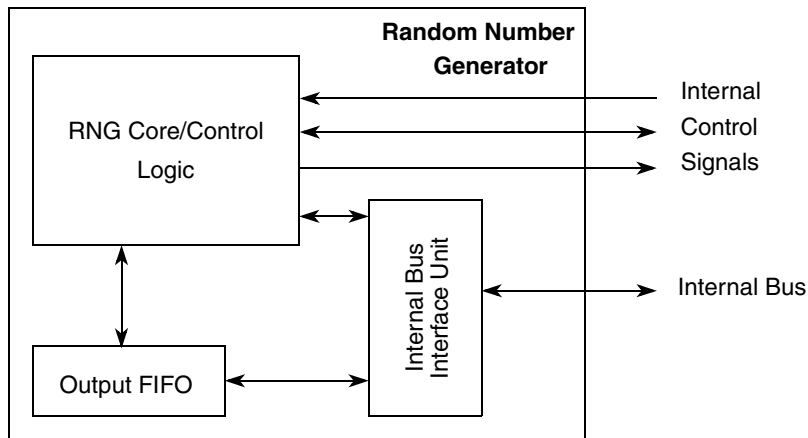 Random Number
Generator
RNG Core/Control
Logic
Internal
Control
Signals
Internal Bus
Interface Unit
Internal Bus
Output FIFO